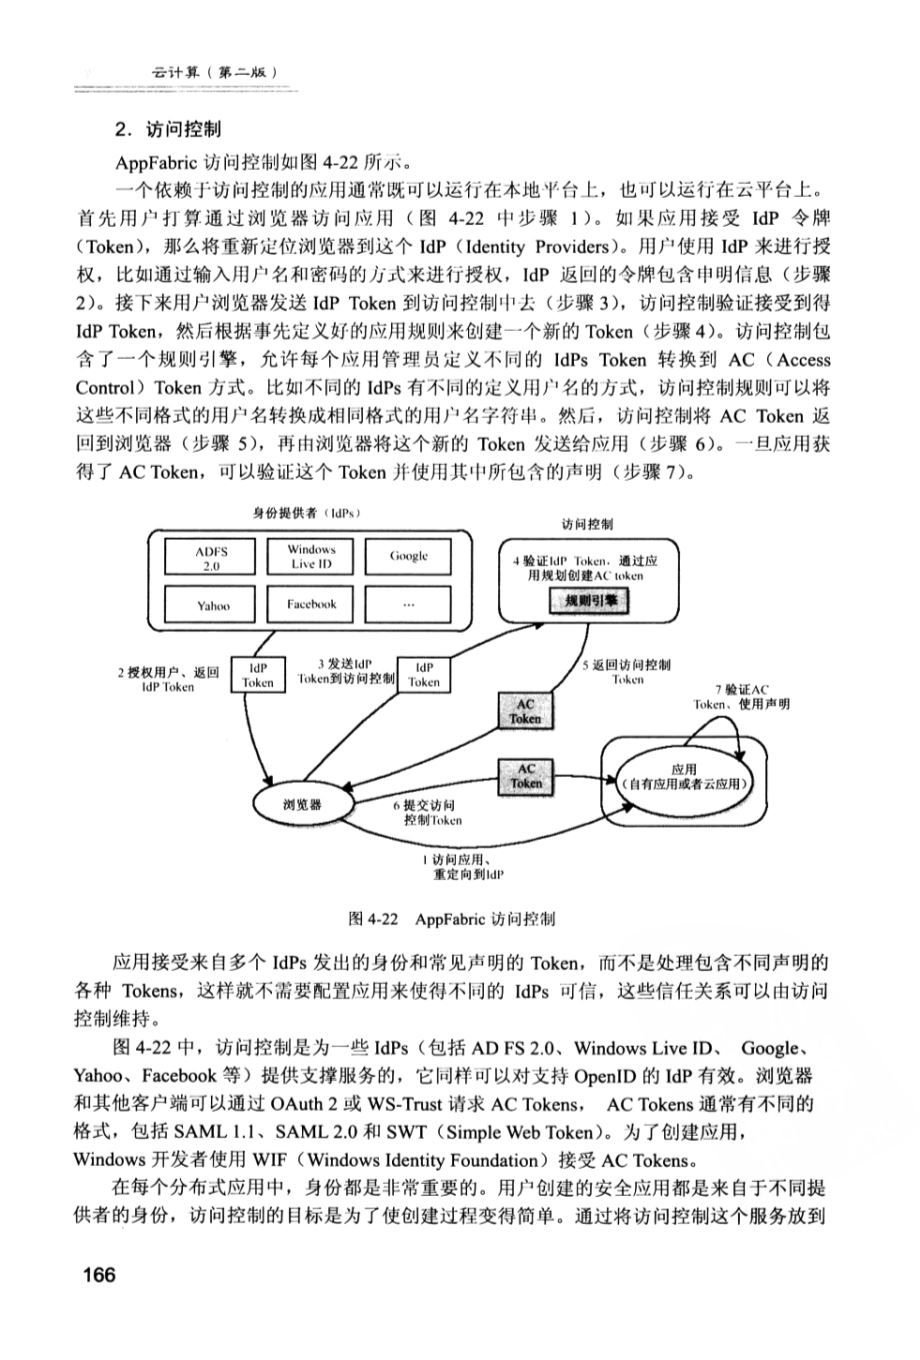 云计算（第二版）
2．访问控制
AppFabric 访问控制如图 4-22 所示。
一个依赖于访问控制的应用通常既可以运行在本地平台上，也可以运行在云平台上。
首先用户打算通过浏览器访问应用（图 4-22 中步骤 1）。如果应用接受 IdP 令牌
（Token），那么将重新定位浏览器到这个 IdP（Identity Providers）。用户使用 IdP 来进行授
权，比如通过输入用户名和密码的方式来进行授权，IdP 返回的令牌包含申明信息（步骤
2）。接下来用户浏览器发送 IdP Token 到访问控制中去（步骤 3），访问控制验证接受到得
IdP Token，然后根据事先定义好的应用规则来创建一个新的 Token（步骤 4）。访问控制包
含了一个规则引擎，允许每个应用管理员定义不同的 IdPs Token 转换到 AC（Access
Control）Token 方式。比如不同的 IdPs 有不同的定义用户名的方式，访问控制规则可以将
这些不同格式的用户名转换成相同格式的用户名字符串。然后，访问控制将 AC Token 返
回到浏览器（步骤 5），再由浏览器将这个新的 Token 发送给应用（步骤 6）。一旦应用获
得了 AC Token，可以验证这个 Token 并使用其中所包含的声明（步骤 7）。
身份提供者（IdPs）
访问控制
ADFS
2.0
Windows
Live ID
Google
Yahoo
Facebook
…
4 验证IdP Token、通过应
用规划创建AC token
规则引擎
2 授权用户、返回
IdP Token
IdP
Token
3 发送IdP
Token到访问控制
IdP
Token
5 返回访问控制
Token
AC
Token
7 验证AC
Token、使用声明
AC
Token
应用
（自有应用或者云应用）
浏览器
6 提交访问
控制Token
1 访问应用、
重定向到IdP
图 4-22 AppFabric 访问控制
应用接受来自多个 IdPs 发出的身份和常见声明的 Token，而不是处理包含不同声明的
各种 Tokens，这样就不需要配置应用来使得不同的 IdPs 可信，这些信任关系可以由访问
控制维持。
图 4-22 中，访问控制是为一些 IdPs（包括 AD FS 2.0、Windows Live ID、 Google、
Yahoo、Facebook 等）提供支撑服务的，它同样可以对支持 OpenID 的 IdP 有效。浏览器
和其他客户端可以通过 OAuth 2 或 WS-Trust 请求 AC Tokens， AC Tokens 通常有不同的
格式，包括 SAML 1.1、SAML 2.0 和 SWT（Simple Web Token）。为了创建应用，
Windows 开发者使用 WIF（Windows Identity Foundation）接受 AC Tokens。
在每个分布式应用中，身份都是非常重要的。用户创建的安全应用都是来自于不同提
供者的身份，访问控制的目标是为了使创建过程变得简单。通过将访问控制这个服务放到
166